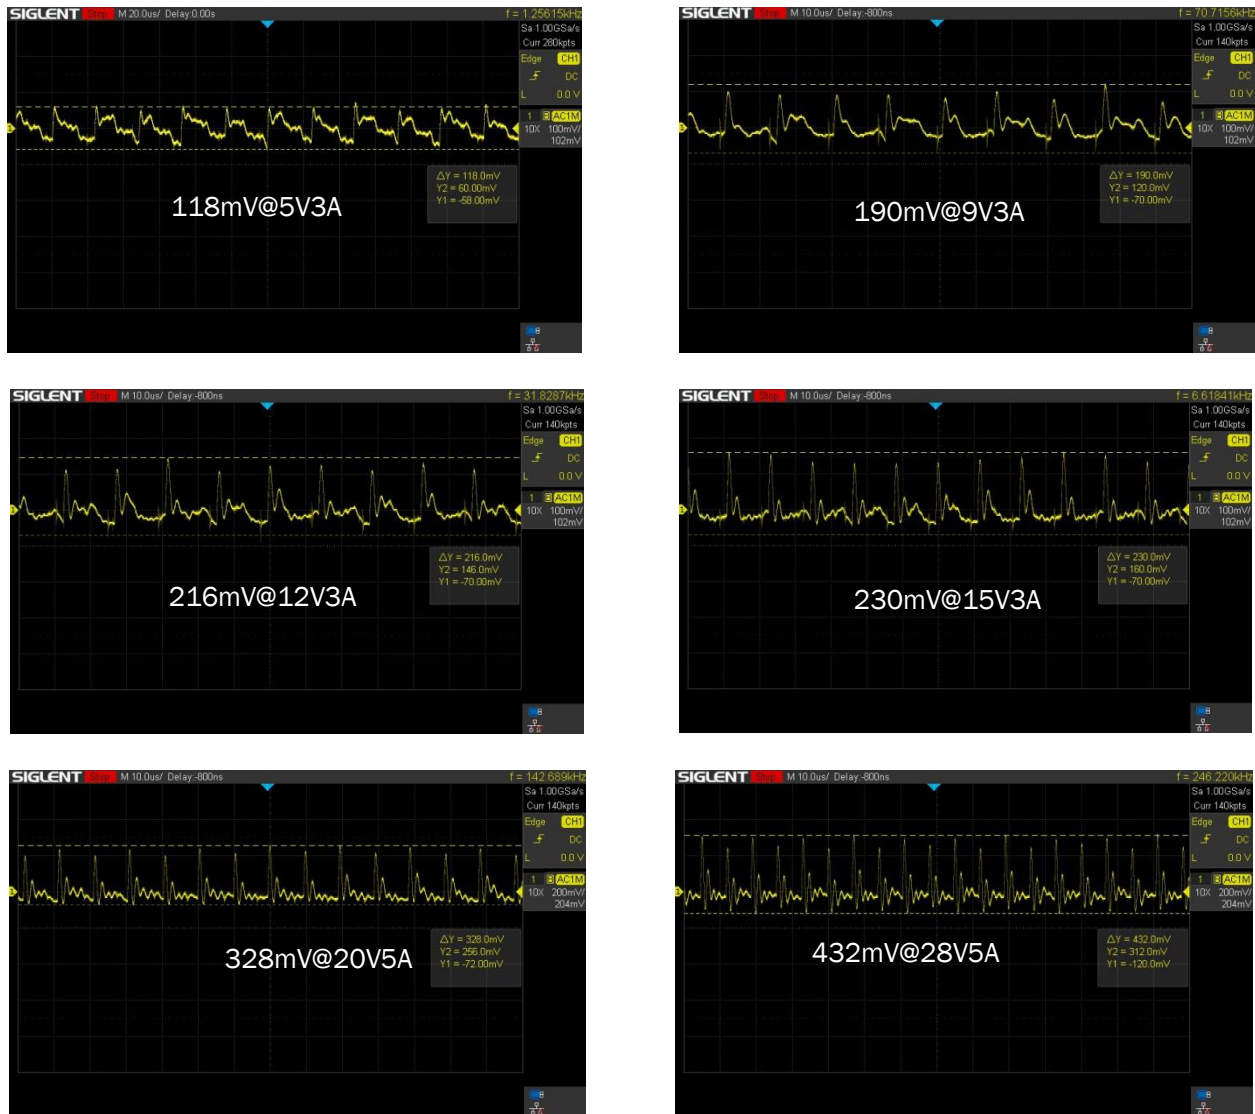 SIGLENT Stop M 20.0us/ Delay:0.00s f = 1.25615kHz
Sa 1.00GSa/s
Curr 280kpts
Edge CH1
DC
L 0.0 V
1 B AC1M
10X 100mV/
102mV
△Y = 118.0mV
Y2 = 60.00mV
Y1 = -58.00mV
118mV@5V3A
SIGLENT Stop M 10.0us/ Delay:-800ns f = 70.7156kHz
Sa 1.00GSa/s
Curr 140kpts
Edge CH1
DC
L 0.0 V
1 B AC1M
10X 100mV/
102mV
△Y = 190.0mV
Y2 = 120.0mV
Y1 = -70.00mV
190mV@9V3A
SIGLENT Stop M 10.0us/ Delay:-800ns f = 31.8287kHz
Sa 1.00GSa/s
Curr 140kpts
Edge CH1
DC
L 0.0 V
1 B AC1M
10X 100mV/
102mV
△Y = 216.0mV
Y2 = 146.0mV
Y1 = -70.00mV
216mV@12V3A
SIGLENT Stop M 10.0us/ Delay:-800ns f = 6.61841kHz
Sa 1.00GSa/s
Curr 140kpts
Edge CH1
DC
L 0.0 V
1 B AC1M
10X 100mV/
102mV
△Y = 230.0mV
Y2 = 160.0mV
Y1 = -70.00mV
230mV@15V3A
SIGLENT Stop M 10.0us/ Delay:-800ns f = 142.689kHz
Sa 1.00GSa/s
Curr 140kpts
Edge CH1
DC
L 0.0 V
1 B AC1M
10X 200mV/
204mV
△Y = 328.0mV
Y2 = 256.0mV
Y1 = -72.00mV
328mV@20V5A
SIGLENT Stop M 10.0us/ Delay:-800ns f = 246.220kHz
Sa 1.00GSa/s
Curr 140kpts
Edge CH1
DC
L 0.0 V
1 B AC1M
10X 200mV/
204mV
△Y = 432.0mV
Y2 = 312.0mV
Y1 = -120.0mV
432mV@28V5A